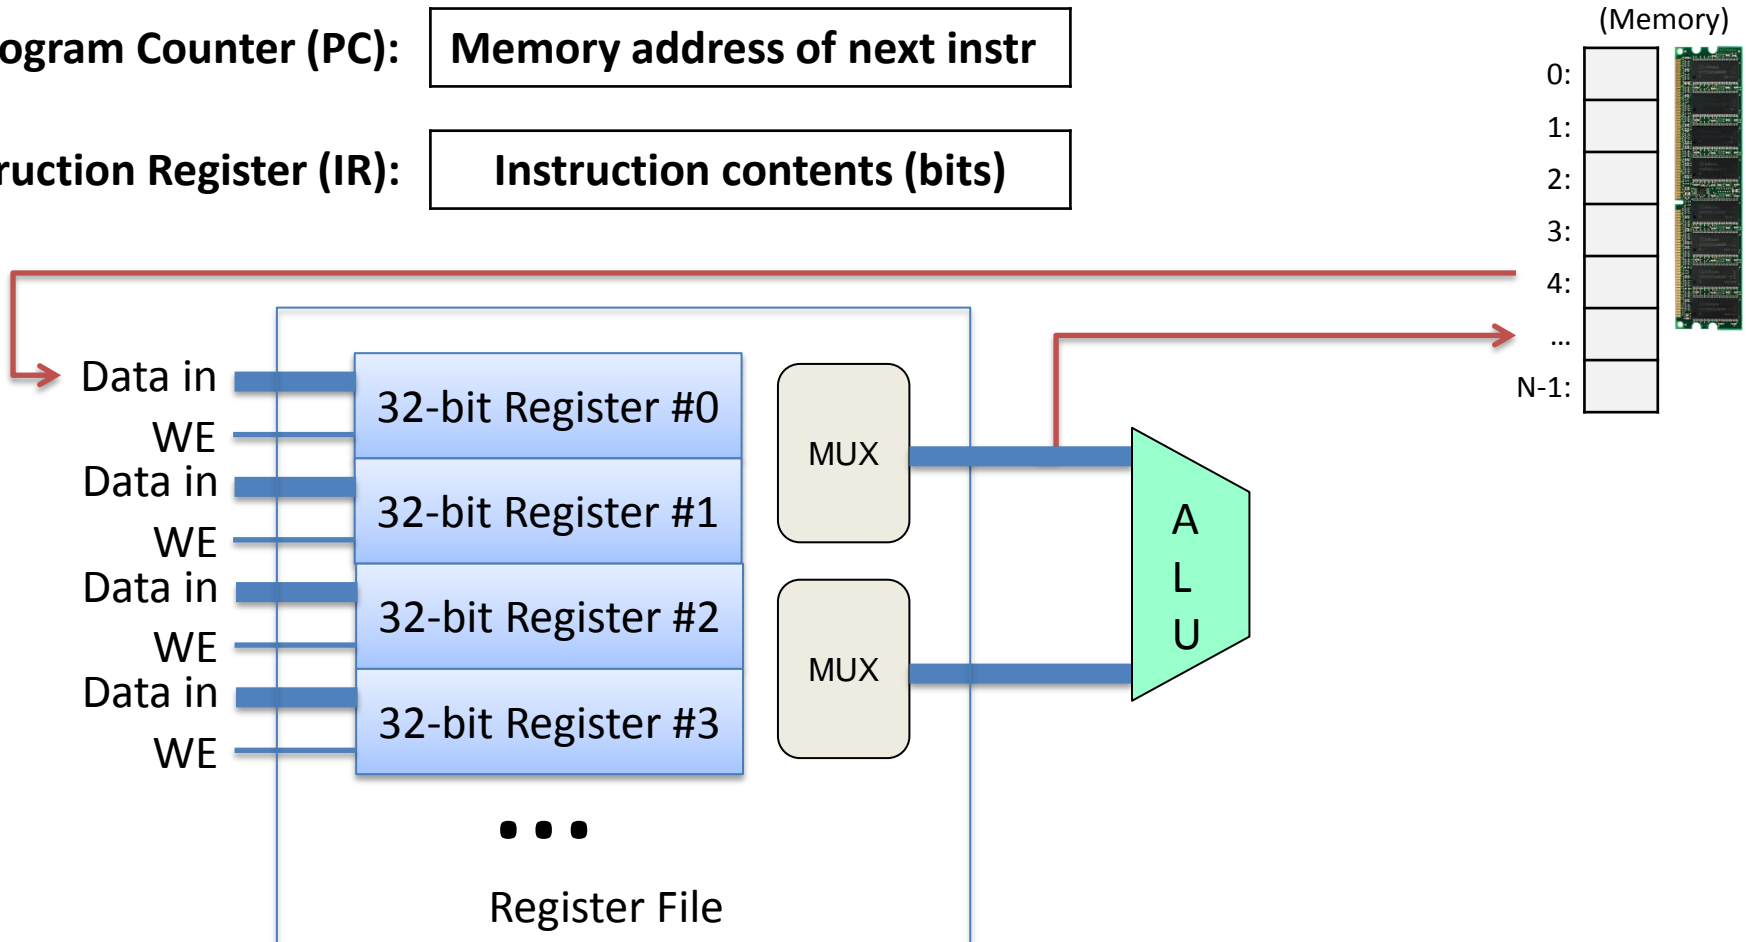 (Memory)
ogram Counter (PC): Memory address of next instr
0:
1:
ruction Register (IR): Instruction contents (bits)
2:
3:
4:
...
N-1:
Data in
WE
32-bit Register #0
Data in
WE
32-bit Register #1
Data in
WE
32-bit Register #2
Data in
WE
32-bit Register #3
MUX
MUX
A
L
U
...
Register File